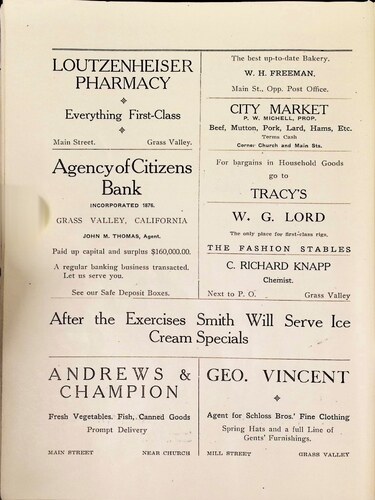 LOUTZENHEISER
PHARMACY
Everything First-Class
Main Street. Grass Valley.
Agency of Citizens
Bank
INCORPORATED 1876.
GRASS VALLEY, CALIFORNIA
JOHN M. THOMAS, Agent.
Paid up capital and surplus $160,000.00.
A regular banking business transacted.
Let us serve you.
See our Safe Deposit Boxes.
The best up-to-date Bakery.
W. H. FREEMAN,
Main St., Opp. Post Office.
CITY MARKET
P. W. MICHELL, PROP.
Beef, Mutton, Pork, Lard, Hams, Etc.
Terms Cash
Corner Church and Main Sts.
For bargains in Household Goods
go to
TRACY'S
W. G. LORD
The only place for first-class rigs.
THE FASHION STABLES
C. RICHARD KNAPP
Chemist.
Next to P. O. Grass Valley
After the Exercises Smith Will Serve Ice
Cream Specials
ANDREWS &
CHAMPION
Fresh Vegetables. Fish, Canned Goods
Prompt Delivery
MAIN STREET NEAR CHURCH
GEO. VINCENT
Agent for Schloss Bros.' Fine Clothing
Spring Hats and a full Line of
Gents' Furnishings.
MILL STREET GRASS VALLEY